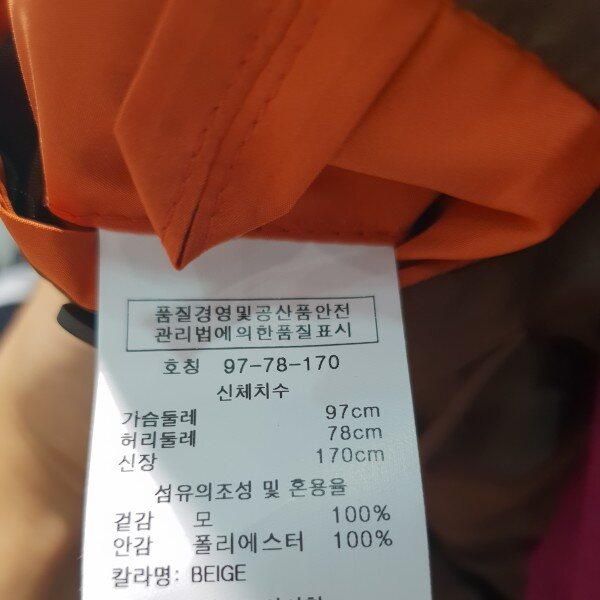 품질경영및공산품안전
관리법에의한품질표시
호칭 97-78-170
신체치수
가슴둘레 97cm
허리둘레 78cm
신장 170cm
섬유의조성 및 혼용율
겉감 모 100%
안감 폴리에스터 100%
칼라명: BEIGE